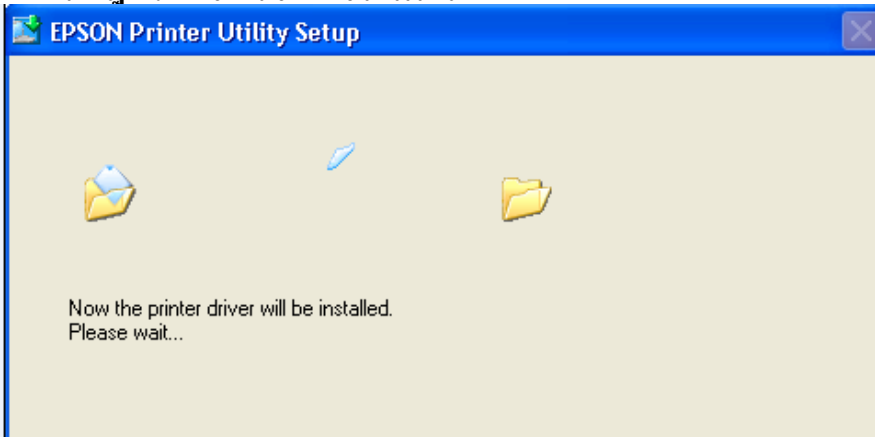 EPSON Printer Utility Setup
Now the printer driver will be installed.
Please wait...